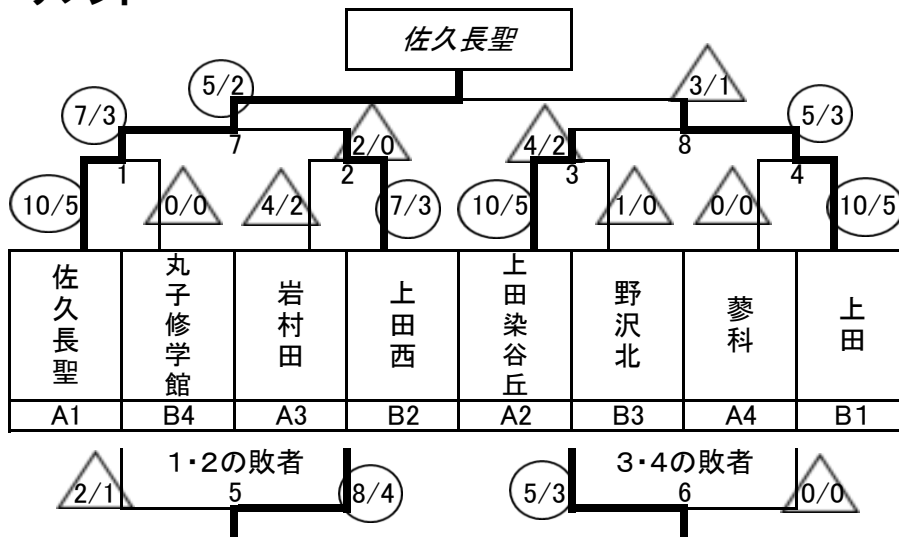 佐久長聖
5/2
3/1
7/3
2/0
4/2
5/3
7
8
1
2
3
4
10/5
0/0
4/2
7/3
10/5
1/0
0/0
10/5
佐久長聖
丸子修学館
岩村田
上田西
上田染谷丘
野沢北
蓼科
上田
A1 B4 A3 B2 A2 B3 A4 B1
1・2の敗者 3・4の敗者
2/1
5
8/4
5/3
6
0/0